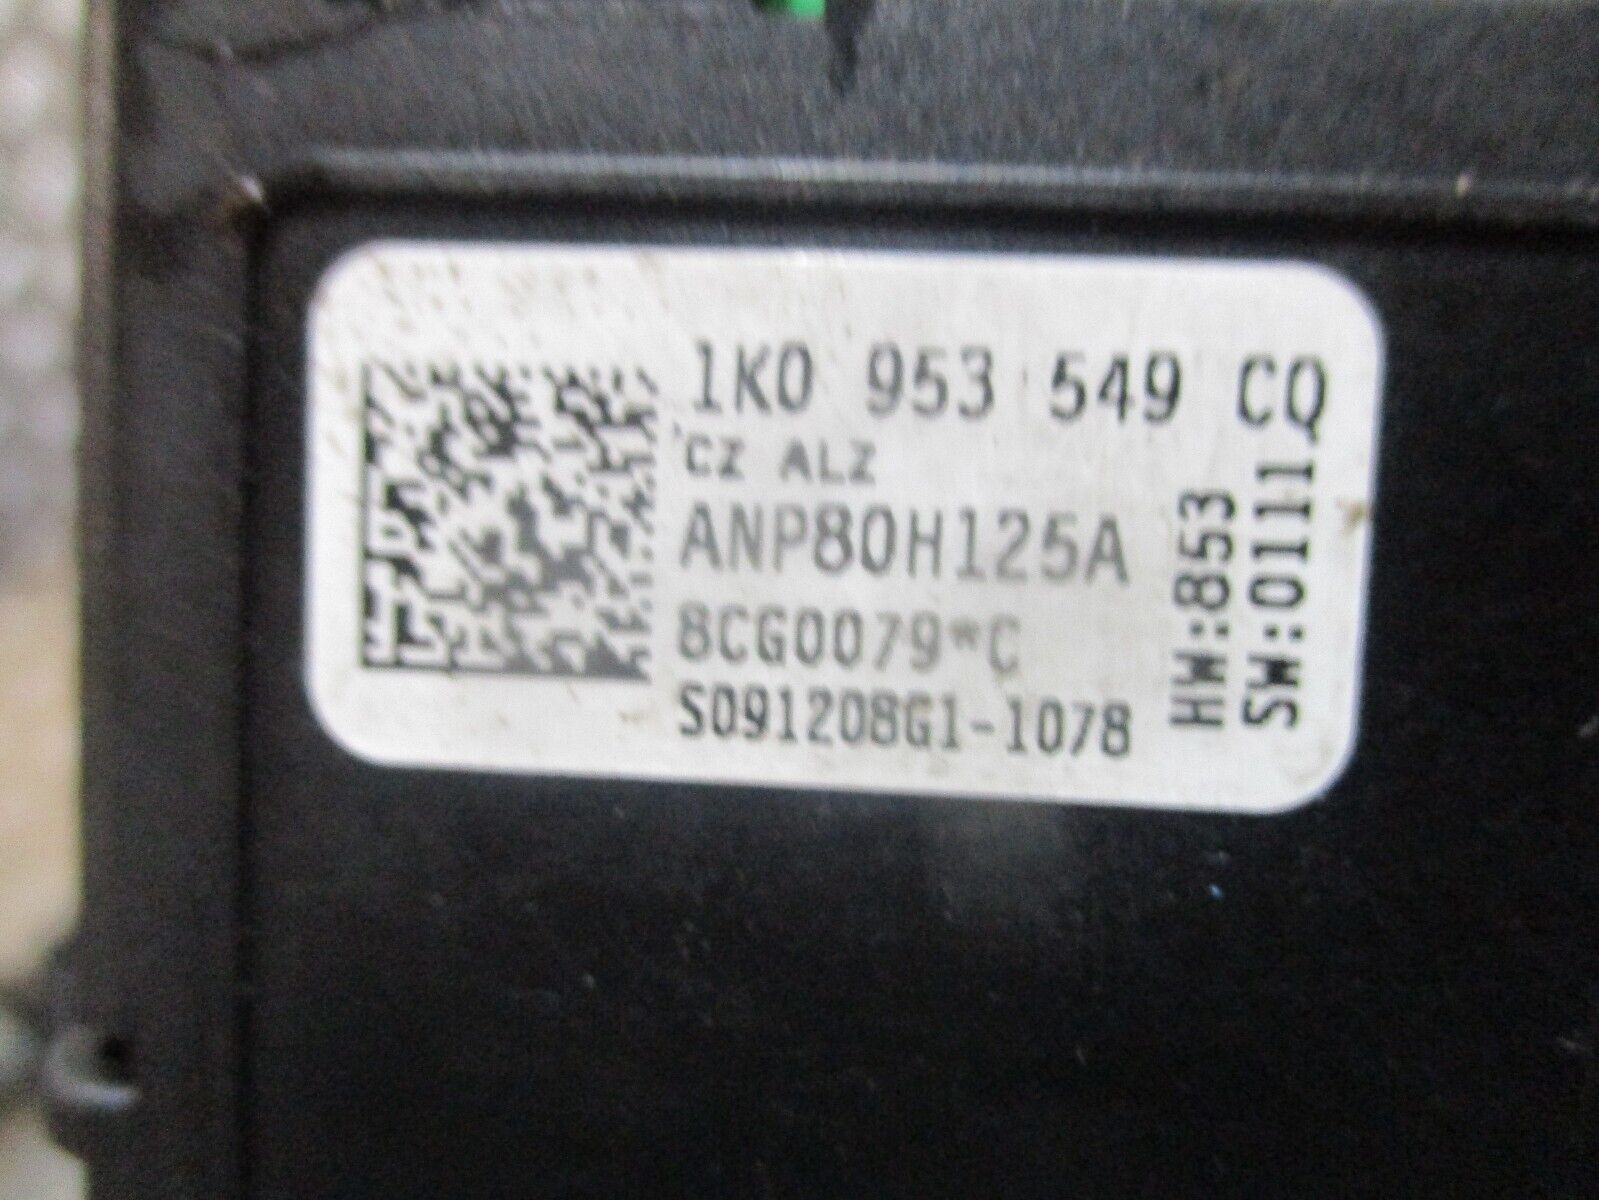 1K0 953 549 CQ
CZ ALZ
ANP80H125A
8CG0079*C
S091208G1-1078
HW:853
SW:0111